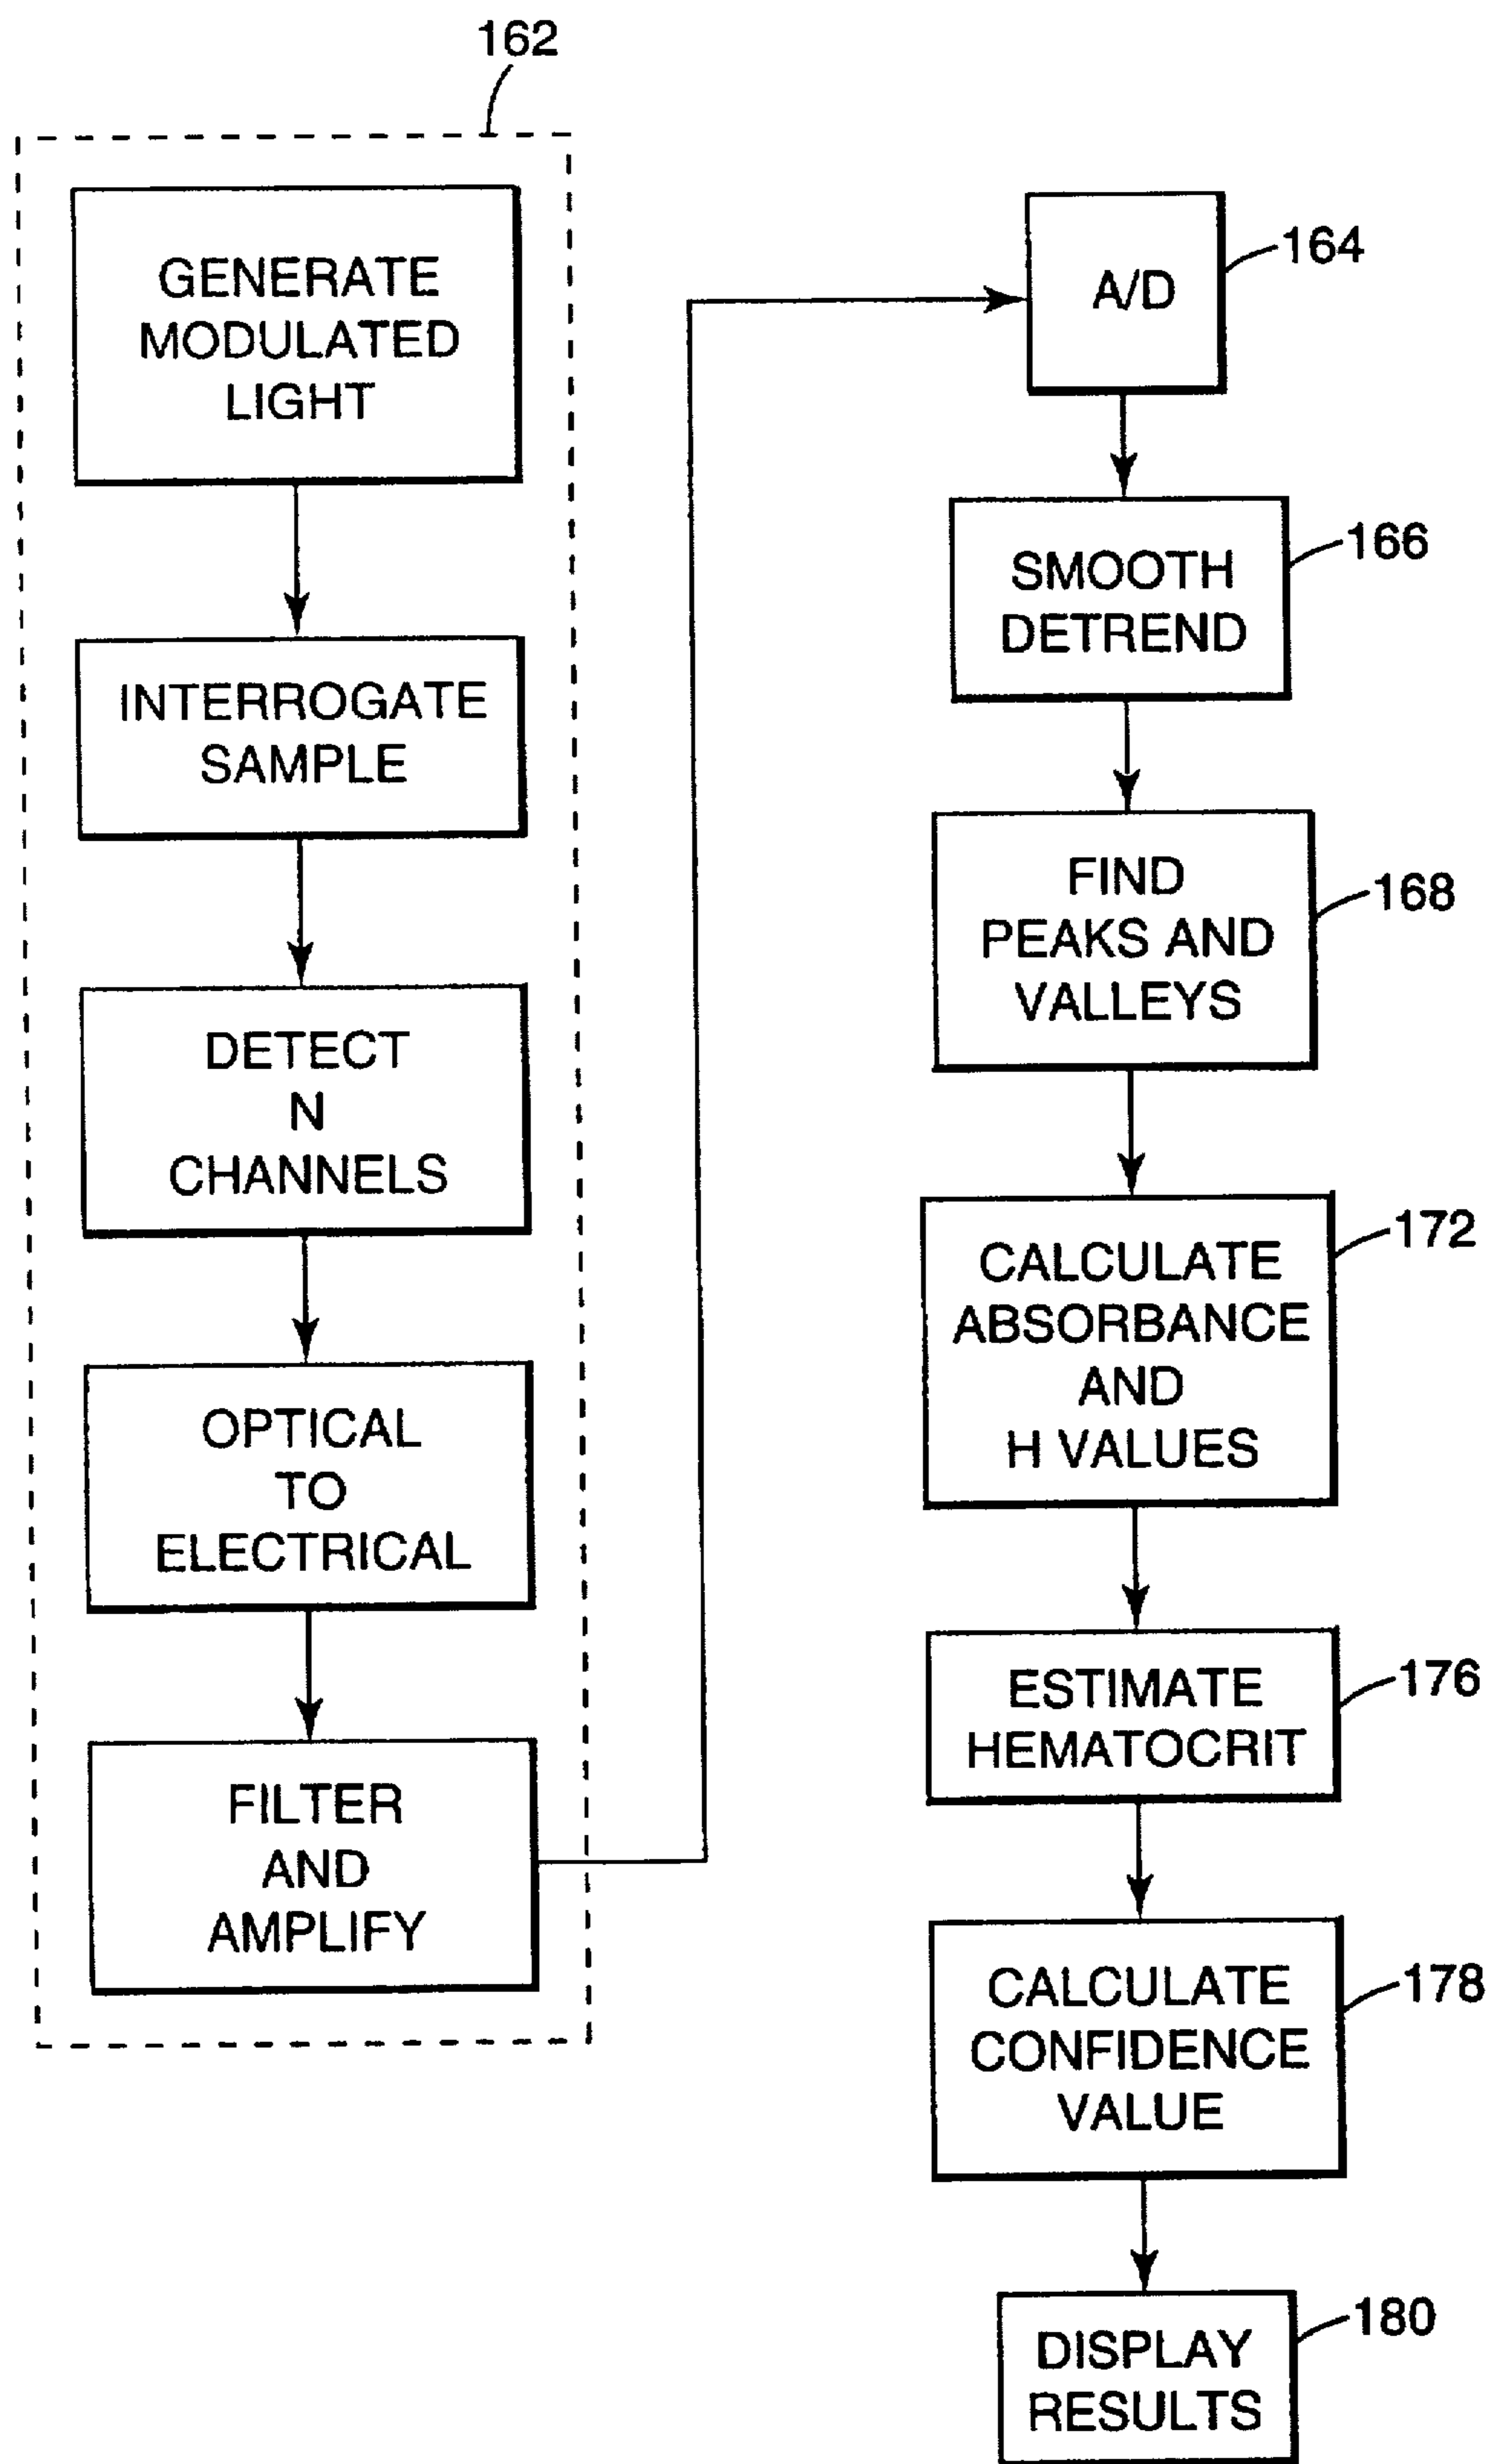 162
GENERATE
MODULATED
LIGHT
INTERROGATE
SAMPLE
DETECT
N
CHANNELS
OPTICAL
TO
ELECTRICAL
FILTER
AND
AMPLIFY
A/D
164
SMOOTH
DETREND
166
FIND
PEAKS AND
VALLEYS
168
CALCULATE
ABSORBANCE
AND
H VALUES
172
ESTIMATE
HEMATOCRIT
176
CALCULATE
CONFIDENCE
VALUE
178
DISPLAY
RESULTS
180